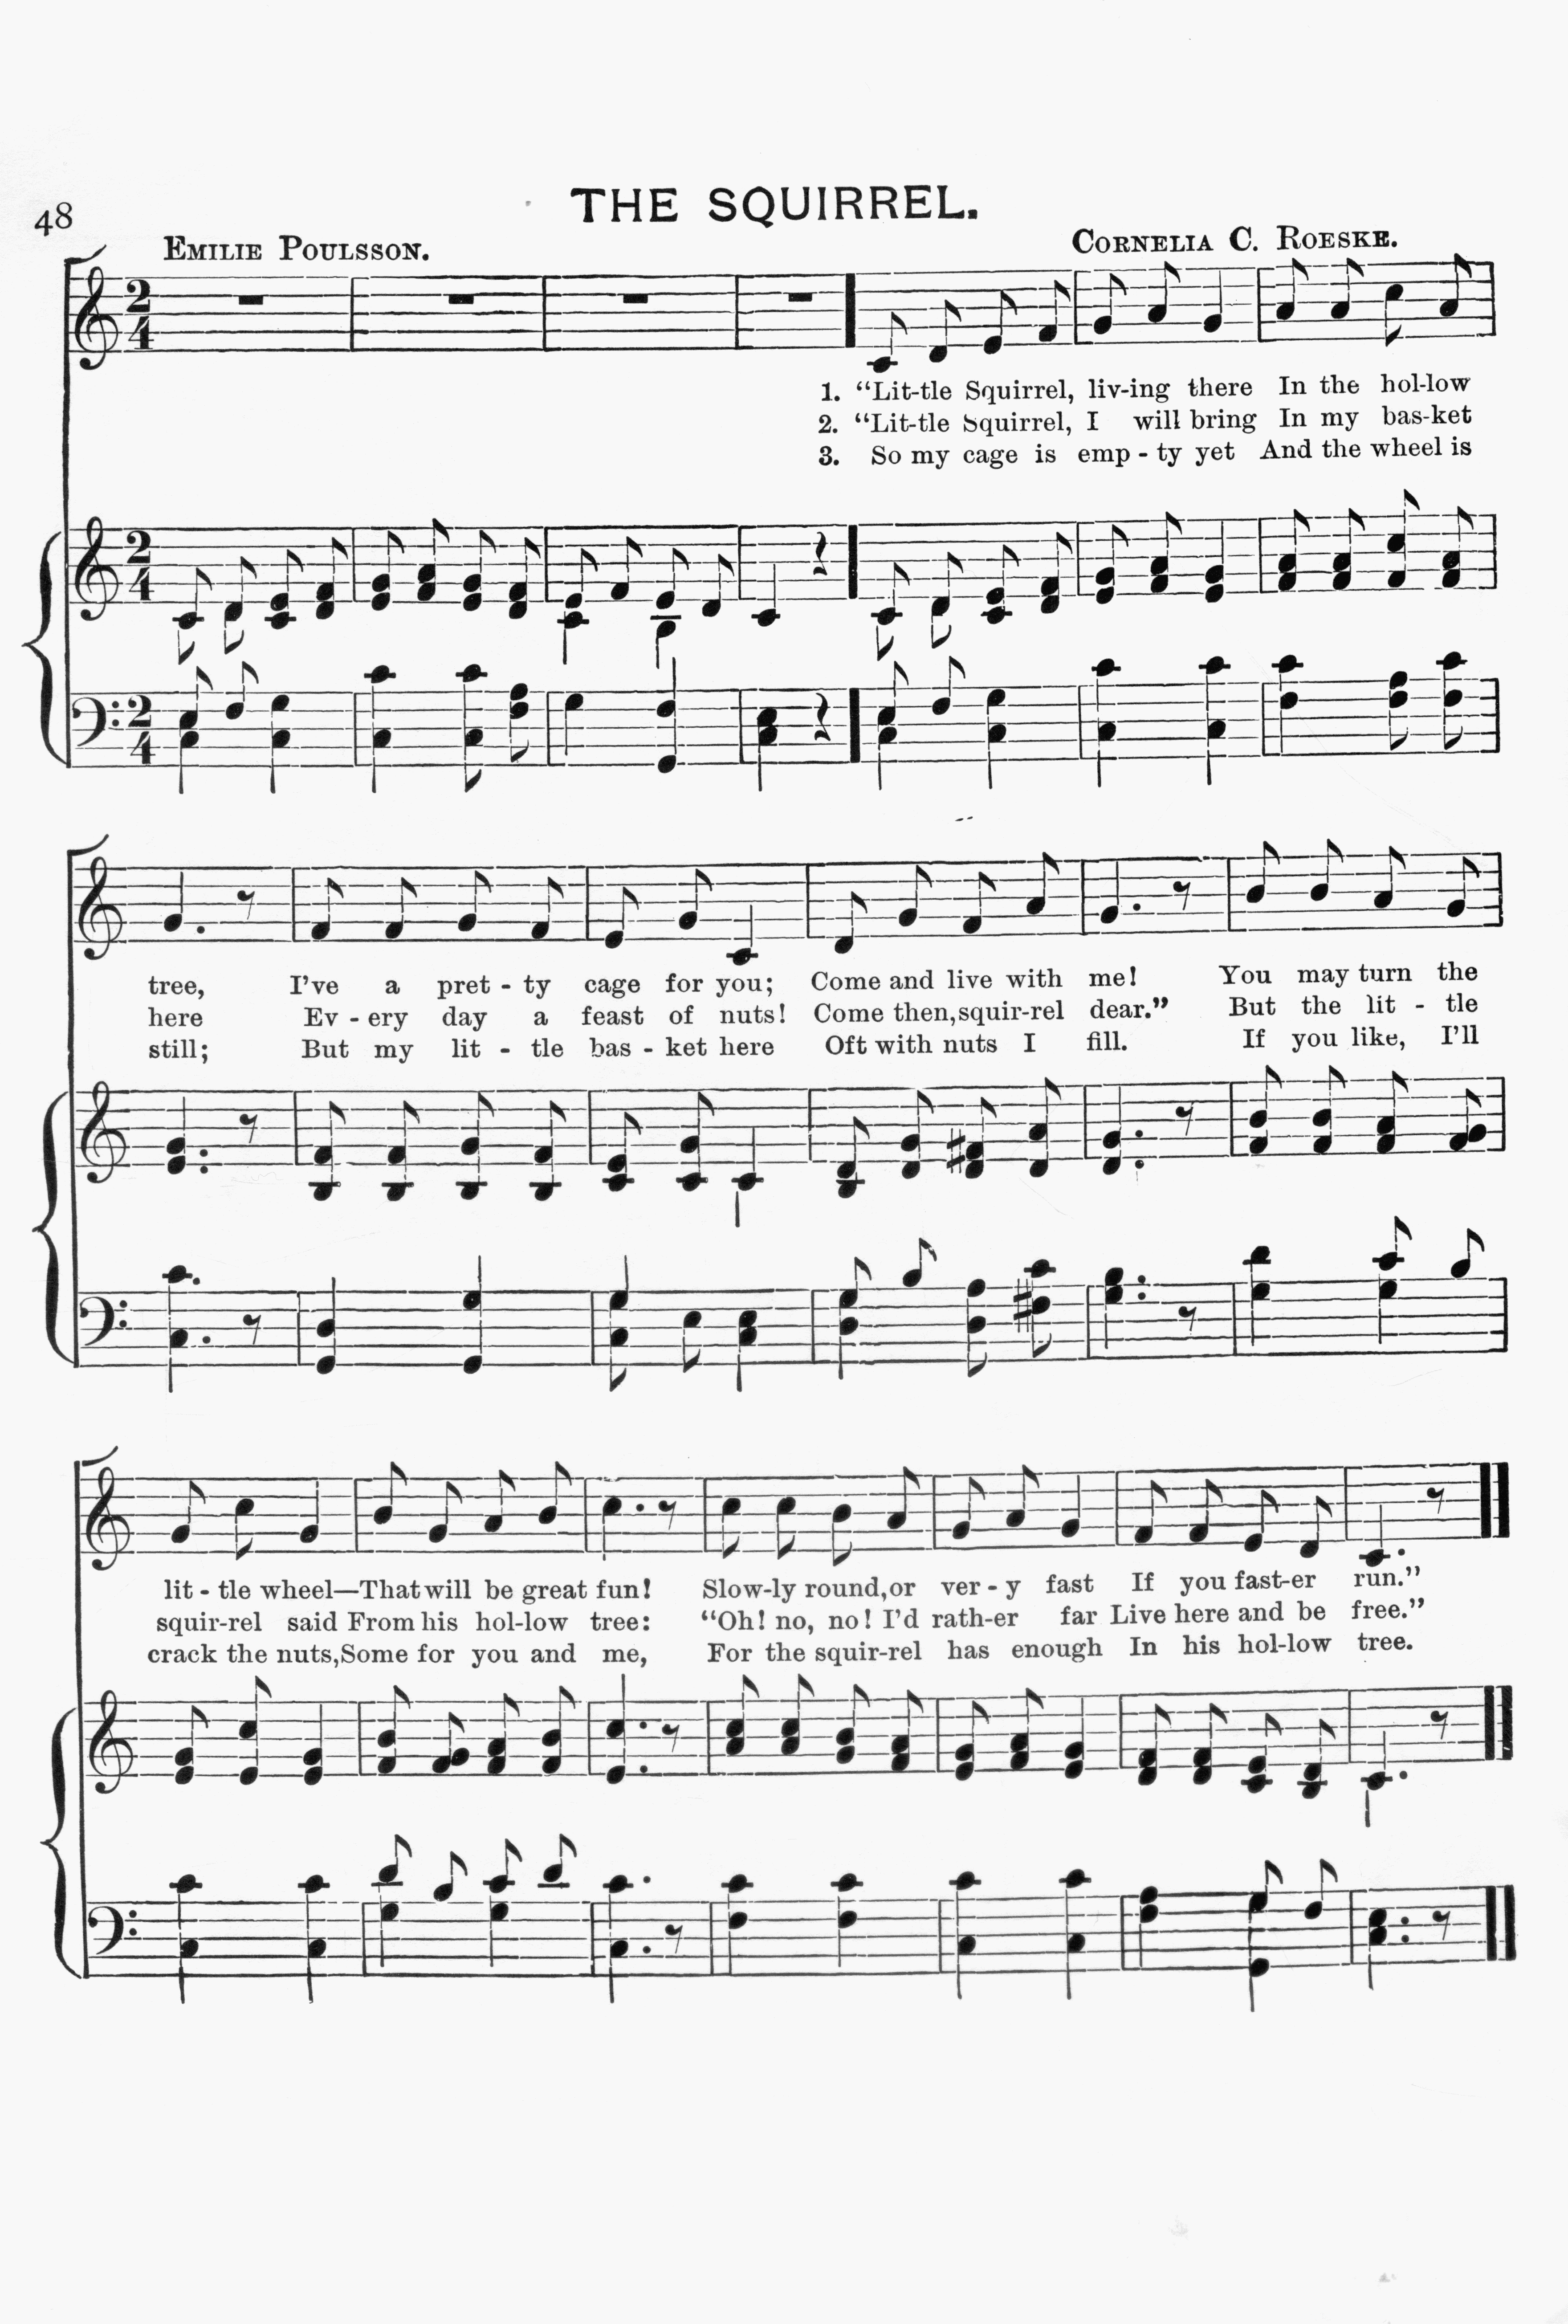 48
THE SQUIRREL.
EMILIE POULSSON.
CORNELIA C. ROESKE.
1. “Lit-tle Squirrel, liv-ing there In the hol-low
2. “Lit-tle Squirrel, I will bring In my bas-ket
3. So my cage is emp - ty yet And the wheel is
tree, I’ve a pret - ty cage for you; Come and live with me! You may turn the
here Ev - ery day a feast of nuts! Come then, squir-rel dear.” But the lit - tle
still; But my lit - tle bas - ket here Oft with nuts I fill. If you like, I’ll
lit - tle wheel—That will be great fun! Slow-ly round, or ver - y fast If you fast-er run.”
squir-rel said From his hol-low tree: “Oh! no, no! I’d rath-er far Live here and be free.”
crack the nuts, Some for you and me, For the squir-rel has enough In his hol-low tree.